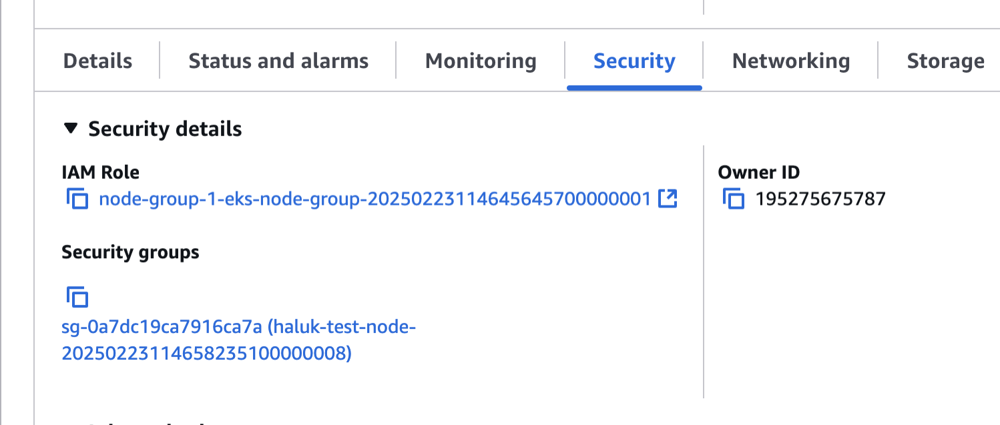 Details
Status and alarms
Monitoring
Security
Networking
Storage
Security details
IAM Role
node-group-1-eks-node-group-20250223114645645700000001
Owner ID
195275675787
Security groups
sg-0a7dc19ca7916ca7a (haluk-test-node-
20250223114658235100000008)